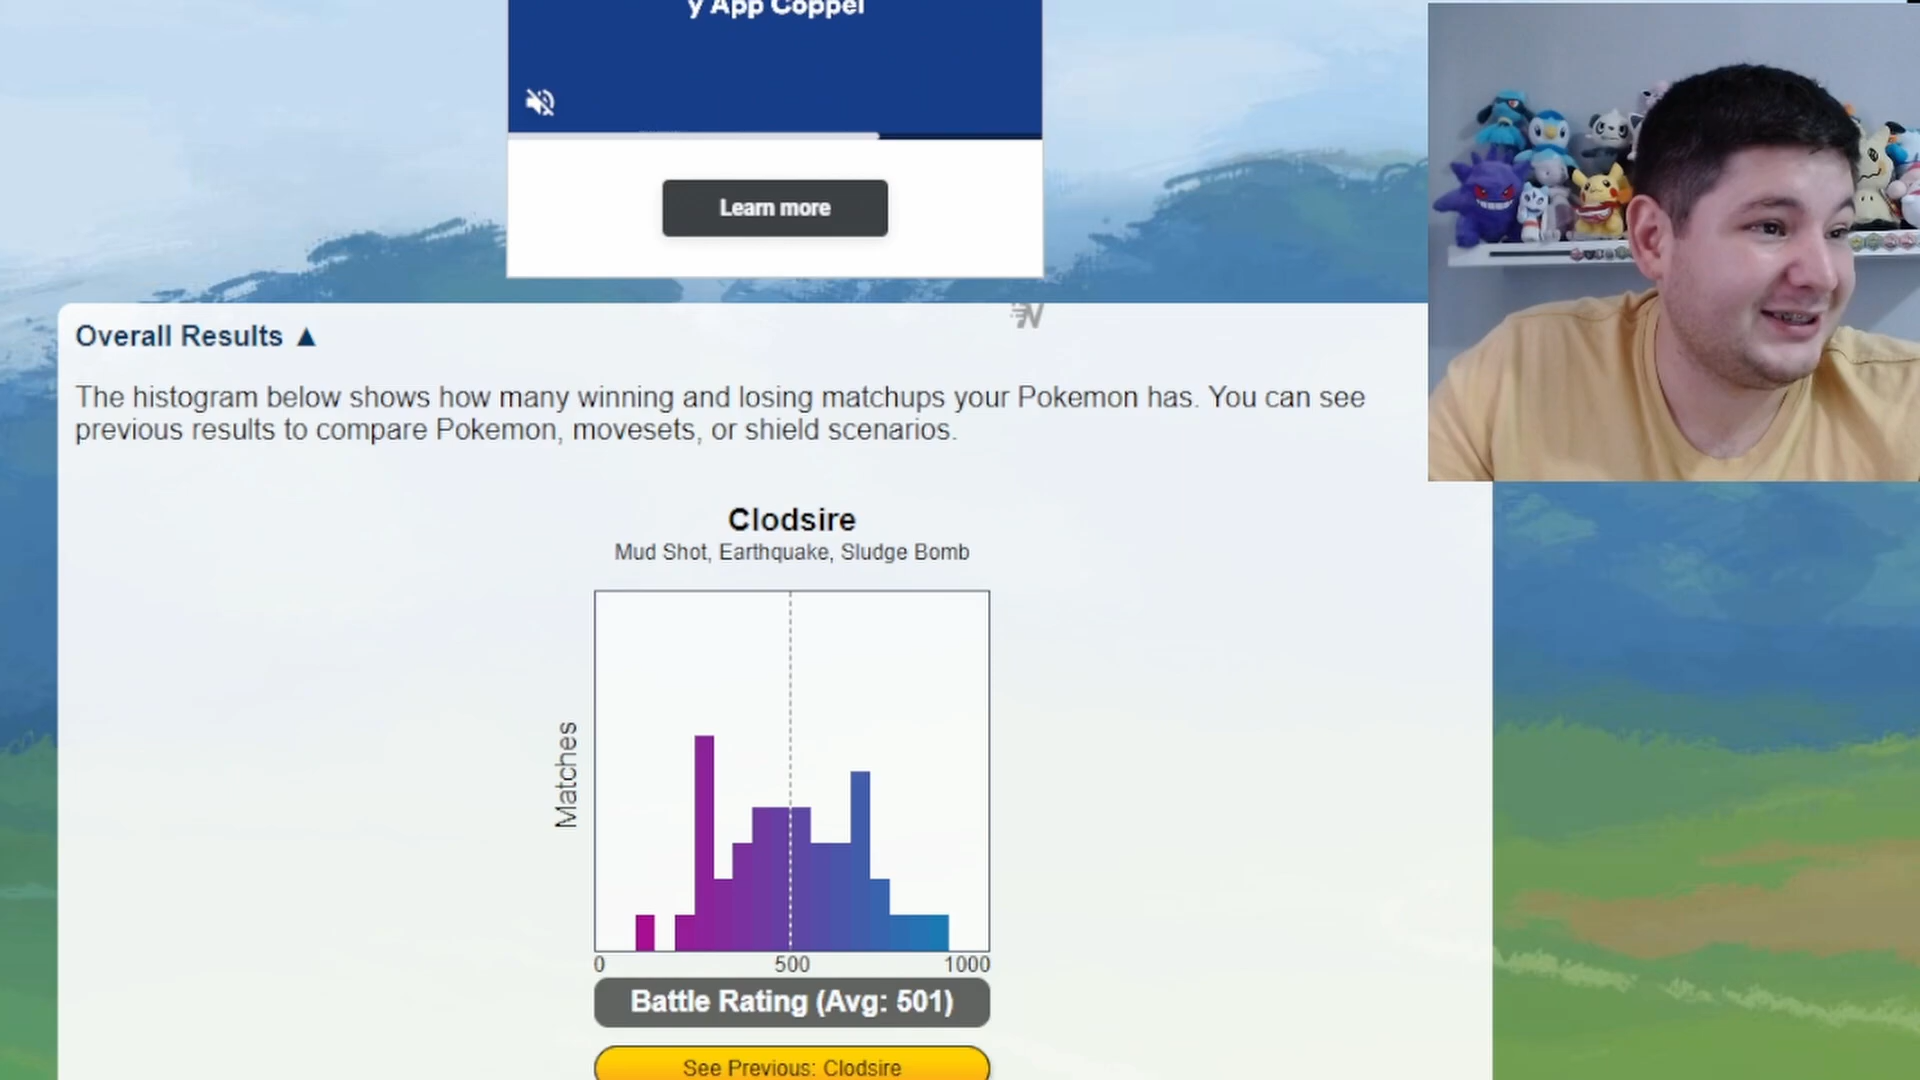 y App Coppel
Learn more
Overall Results ▲
The histogram below shows how many winning and losing matchups your Pokemon has. You can see
previous results to compare Pokemon, movesets, or shield scenarios.
Clodsire
Mud Shot, Earthquake, Sludge Bomb
Matches
0 500 1000
Battle Rating (Avg: 501)
See Previous: Clodsire